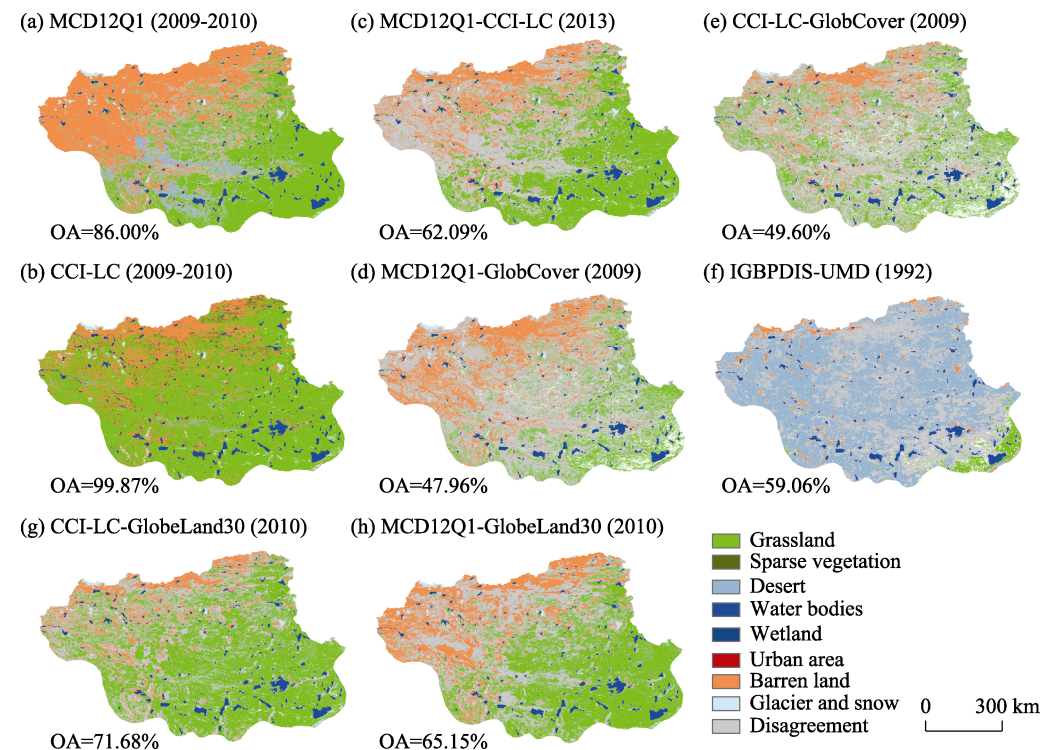 (a) MCD12Q1 (2009-2010)
OA=86.00%
(c) MCD12Q1-CCI-LC (2013)
OA=62.09%
(e) CCI-LC-GlobCover (2009)
OA=49.60%
(b) CCI-LC (2009-2010)
OA=99.87%
(d) MCD12Q1-GlobCover (2009)
OA=47.96%
(f) IGBPDIS-UMD (1992)
OA=59.06%
(g) CCI-LC-GlobeLand30 (2010)
OA=71.68%
(h) MCD12Q1-GlobeLand30 (2010)
OA=65.15%
Grassland
Sparse vegetation
Desert
Water bodies
Wetland
Urban area
Barren land
Glacier and snow
Disagreement
0 300 km